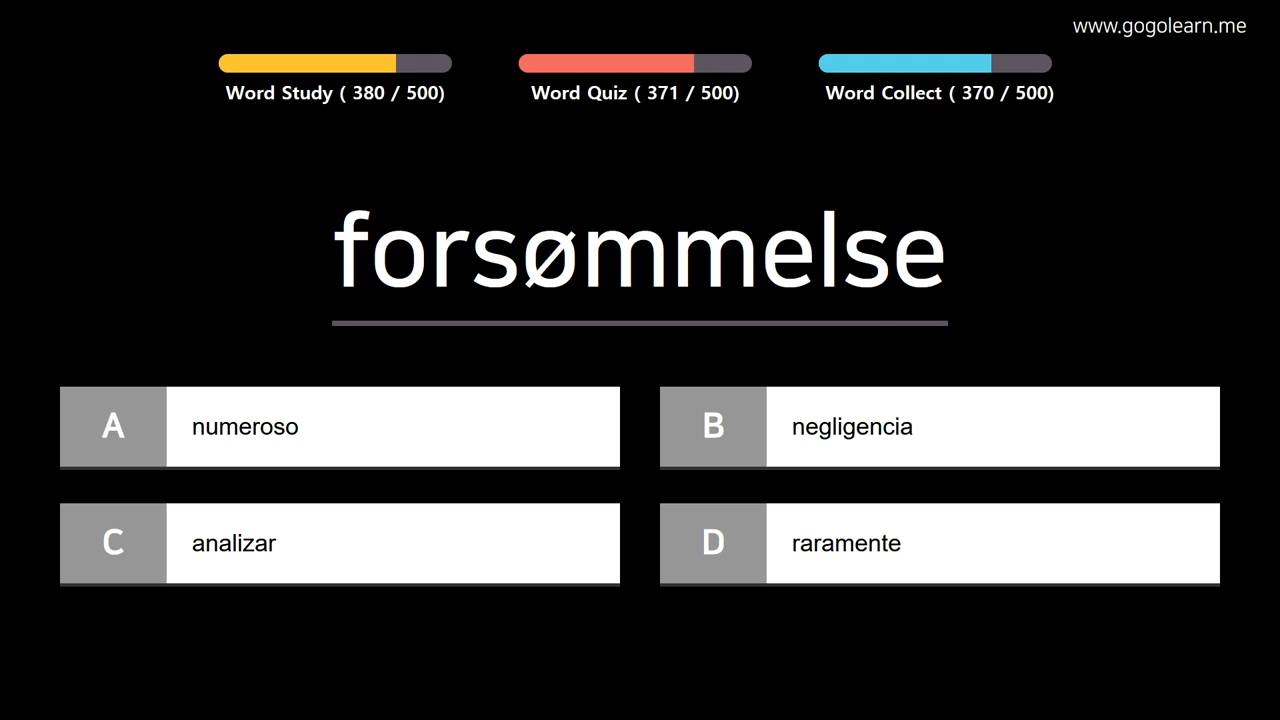 www.gogolearn.me
Word Study ( 380 / 500)
Word Quiz ( 371 / 500)
Word Collect ( 370 / 500)
forsømmelse
A numeroso
B negligencia
C analizar
D raramente